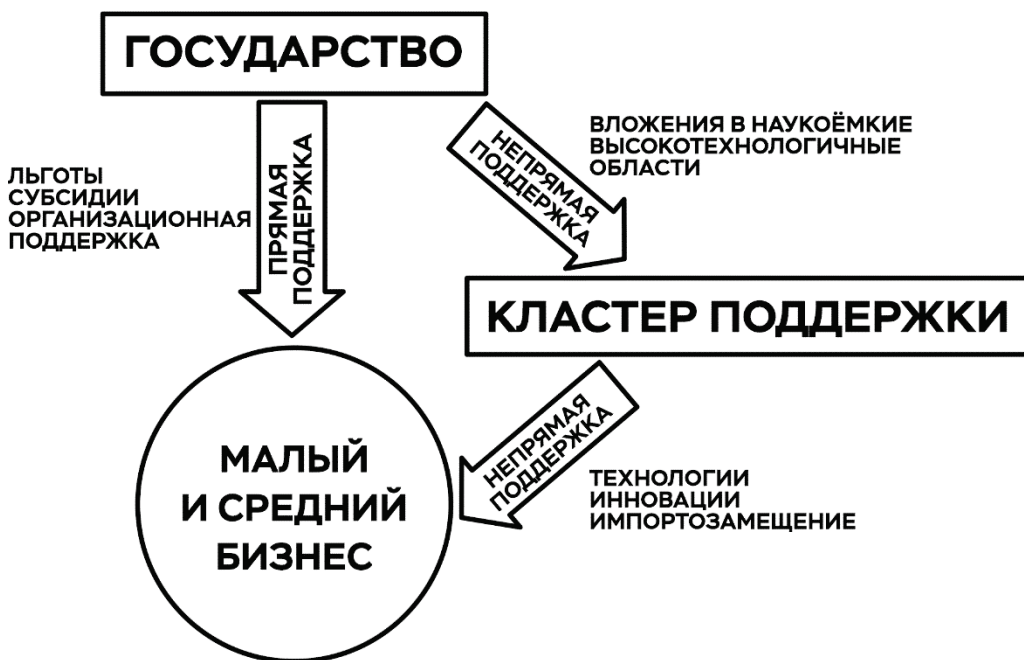 ГОСУДАРСТВО
ЛЬГОТЫ
СУБСИДИИ
ОРГАНИЗАЦИОННАЯ
ПОДДЕРЖКА
ПРЯМАЯ
ПОДДЕРЖКА
НЕПРЯМАЯ
ПОДДЕРЖКА
ВЛОЖЕНИЯ В НАУКОЁМКИЕ
ВЫСОКОТЕХНОЛОГИЧНЫЕ
ОБЛАСТИ
КЛАСТЕР ПОДДЕРЖКИ
НЕПРЯМАЯ
ПОДДЕРЖКА
ТЕХНОЛОГИИ
ИННОВАЦИИ
ИМПОРТОЗАМЕЩЕНИЕ
МАЛЫЙ
И СРЕДНИЙ
БИЗНЕС